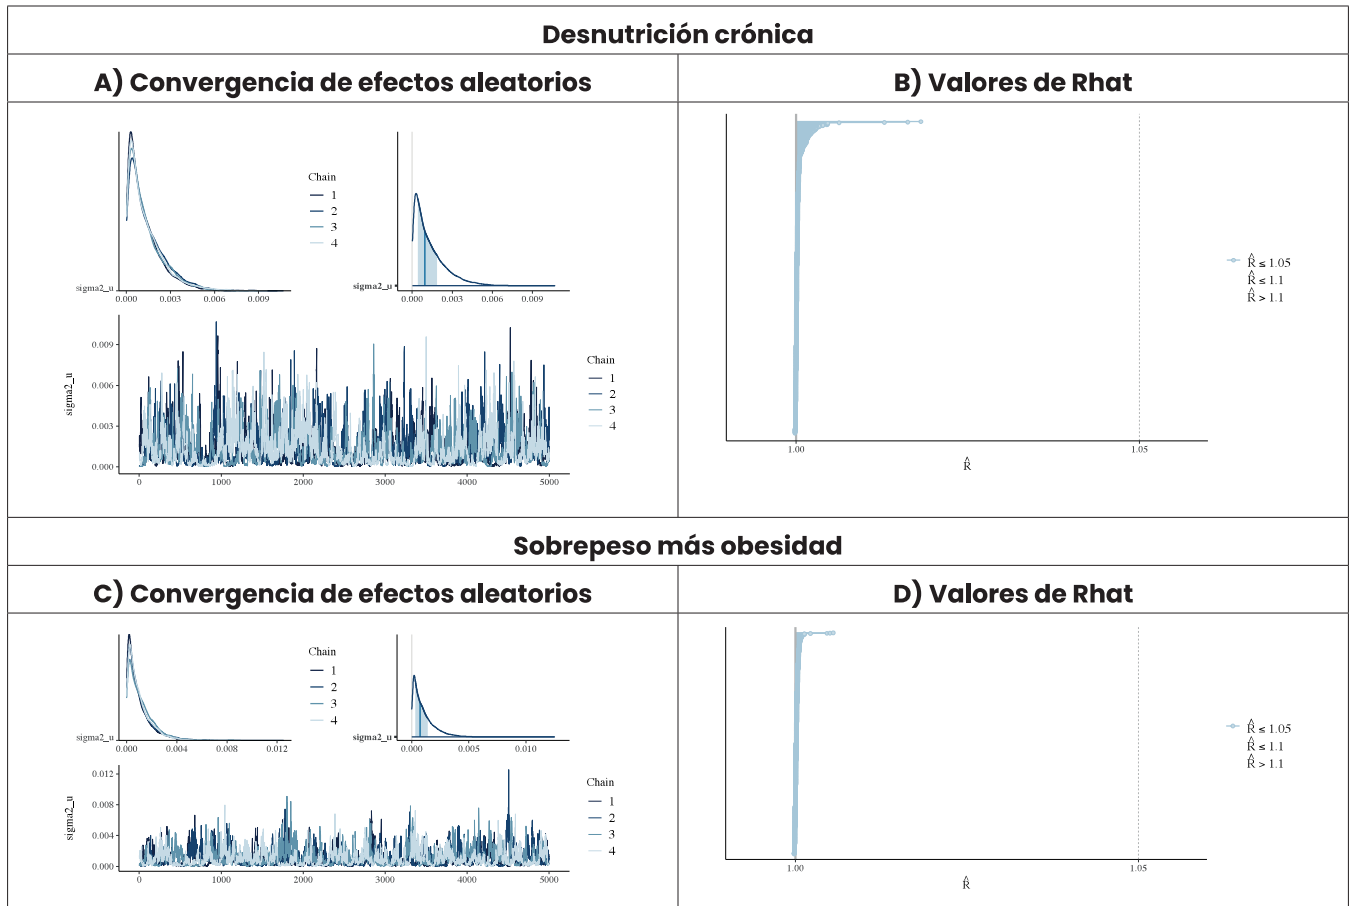 Desnutrición crónica
A) Convergencia de efectos aleatorios
B) Valores de Rhat
Chain
1
2
3
4
sigma2_u
0.000 0.003 0.006 0.009
sigma2_u
0.000 0.003 0.009
sigma2_u
0.009
0.006
0.003
0.000
0 1000 2000 3000 4000 5000
Chain
1
2
3
4
R̂ ≤ 1.05
R̂ ≤ 1.1
R̂ > 1.1
1.00 1.05
R̂
Sobrepeso más obesidad
C) Convergencia de efectos aleatorios
D) Valores de Rhat
Chain
1
2
3
4
sigma2_u
0.000 0.004 0.008 0.012
sigma2_u
0.000 0.005 0.010
sigma2_u
0.012
0.008
0.004
0.000
0 1000 2000 3000 4000 5000
Chain
1
2
3
4
R̂ ≤ 1.05
R̂ ≤ 1.1
R̂ > 1.1
1.00 1.05
R̂